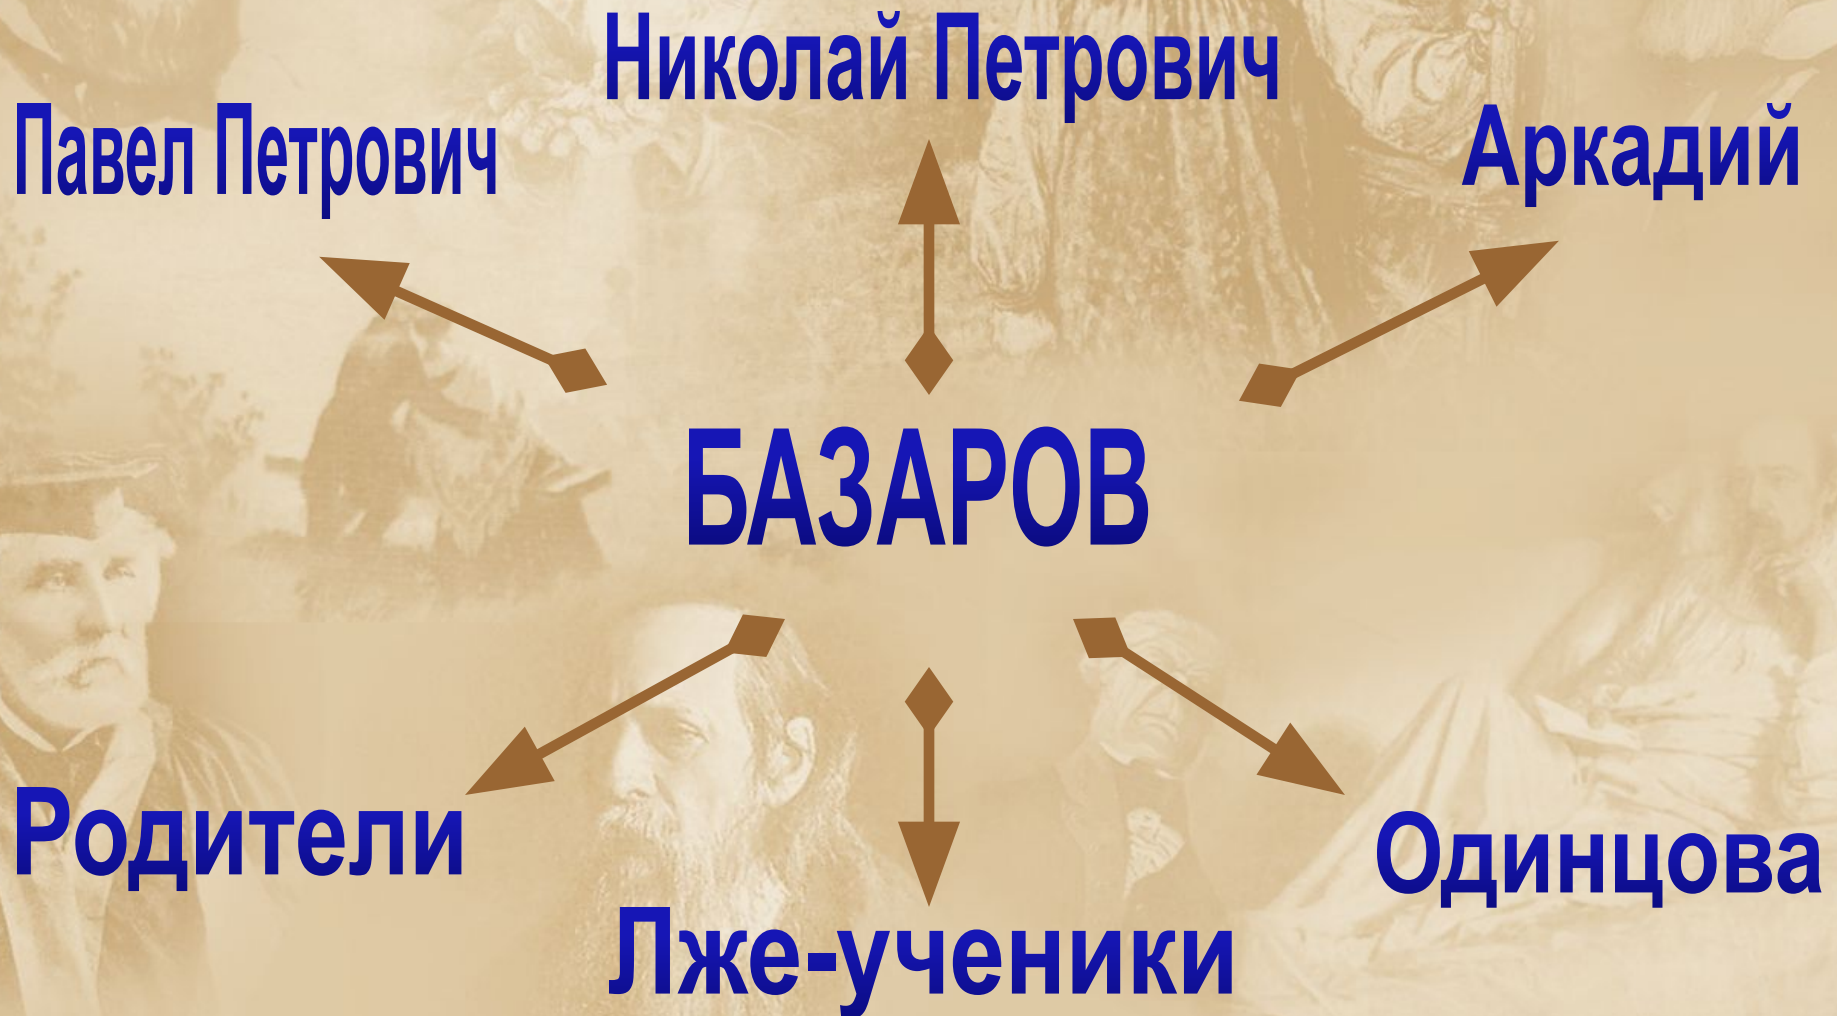 Николай Петрович
Павел Петрович
Аркадий
БАЗАРОВ
Родители
Одинцова
Лже-ученики